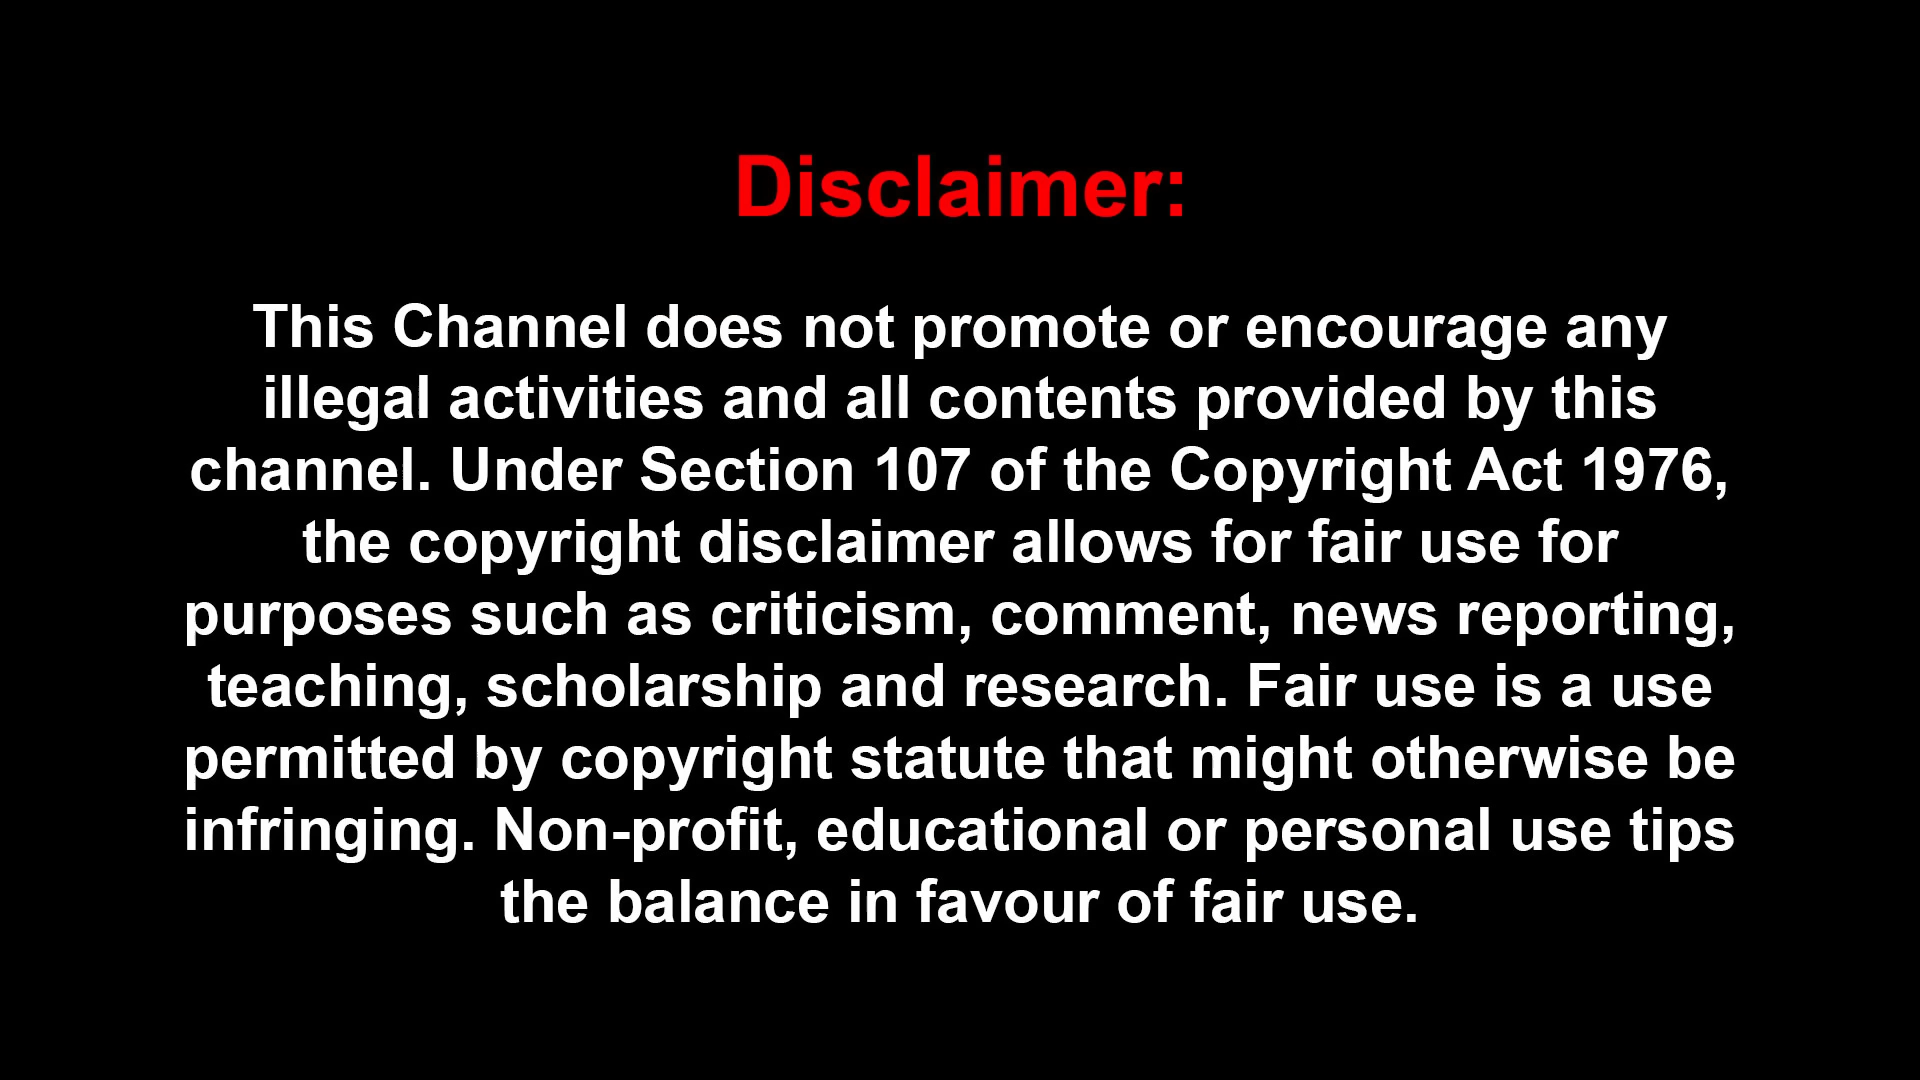 Disclaimer:
This Channel does not promote or encourage any
illegal activities and all contents provided by this
channel. Under Section 107 of the Copyright Act 1976,
the copyright disclaimer allows for fair use for
purposes such as criticism, comment, news reporting,
teaching, scholarship and research. Fair use is a use
permitted by copyright statute that might otherwise be
infringing. Non-profit, educational or personal use tips
the balance in favour of fair use.